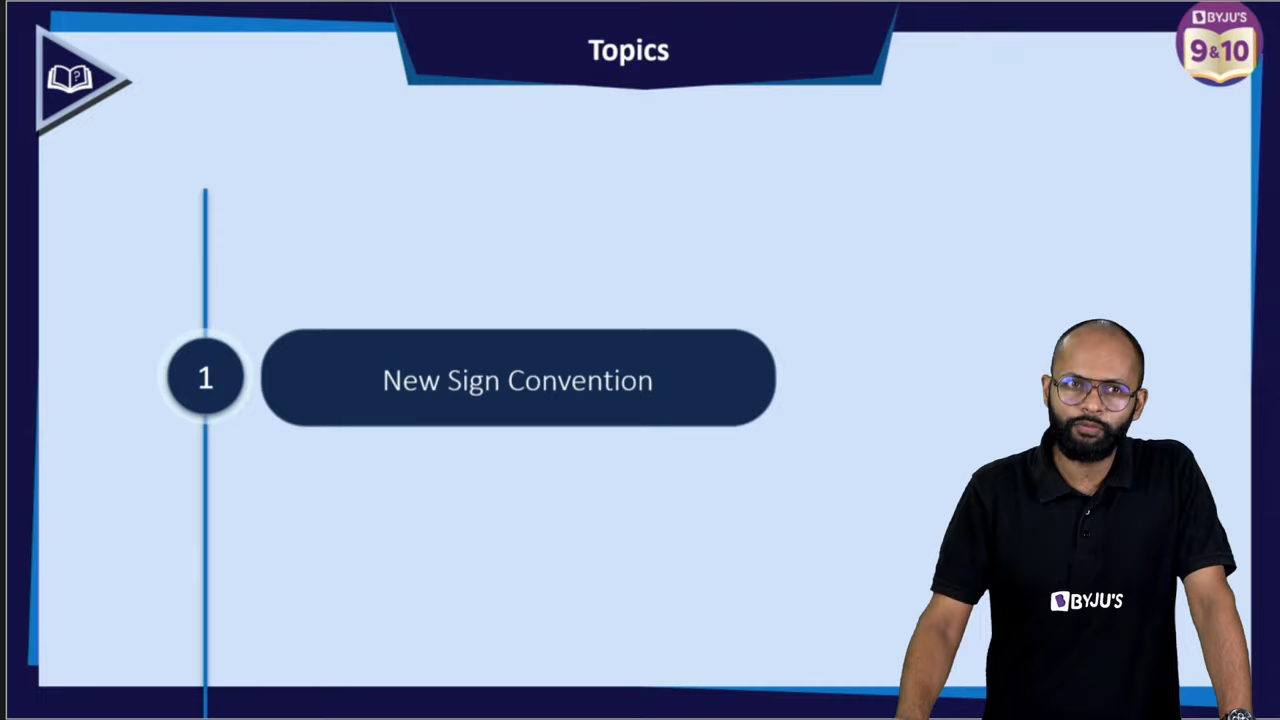 Topics
BYJU'S
9&10
?
1
New Sign Convention
BYJU'S